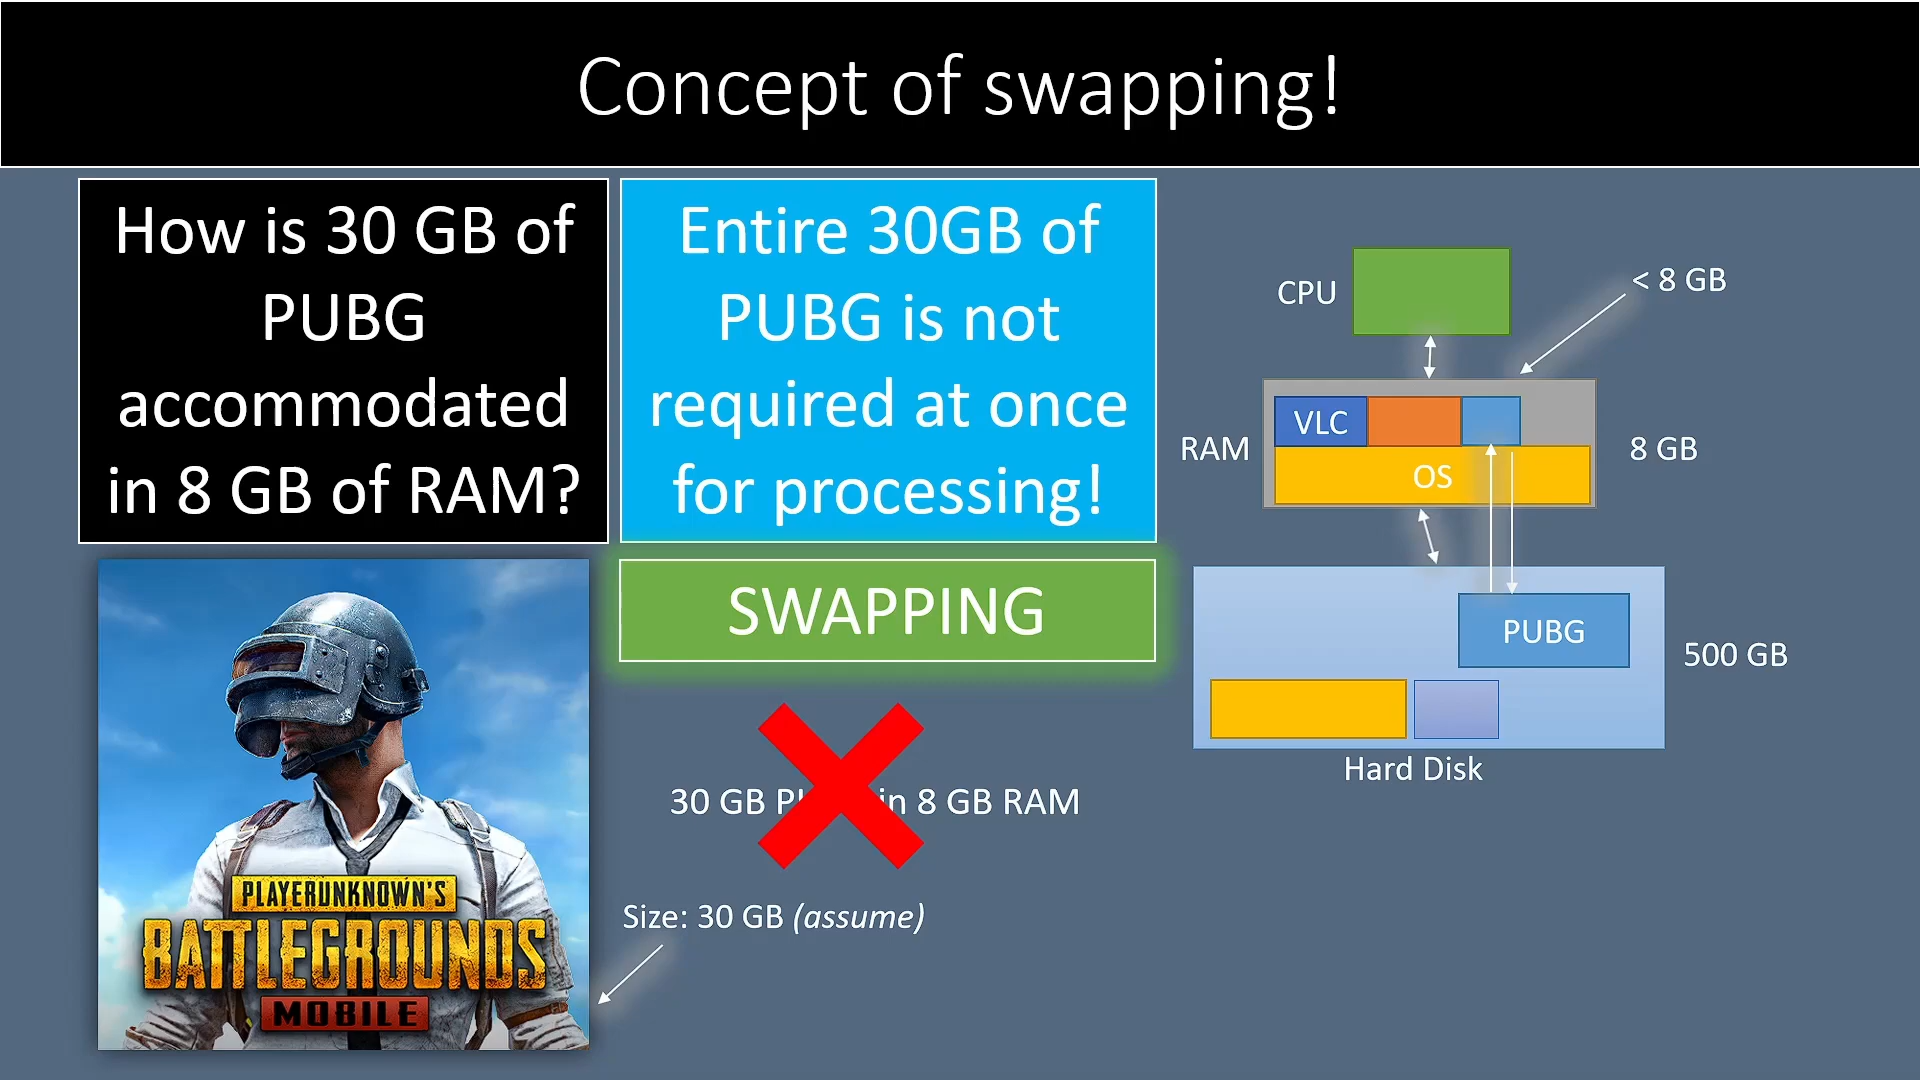 Concept of swapping!
How is 30 GB of
PUBG
accommodated
in 8 GB of RAM?
Entire 30GB of
PUBG is not
required at once
for processing!
SWAPPING
30 GB in 8 GB RAM
Size: 30 GB (assume)
PLAYERUNKNOWN'S
BATTLEGROUNDS
MOBILE
CPU
< 8 GB
RAM
VLC
OS
8 GB
PUBG
500 GB
Hard Disk